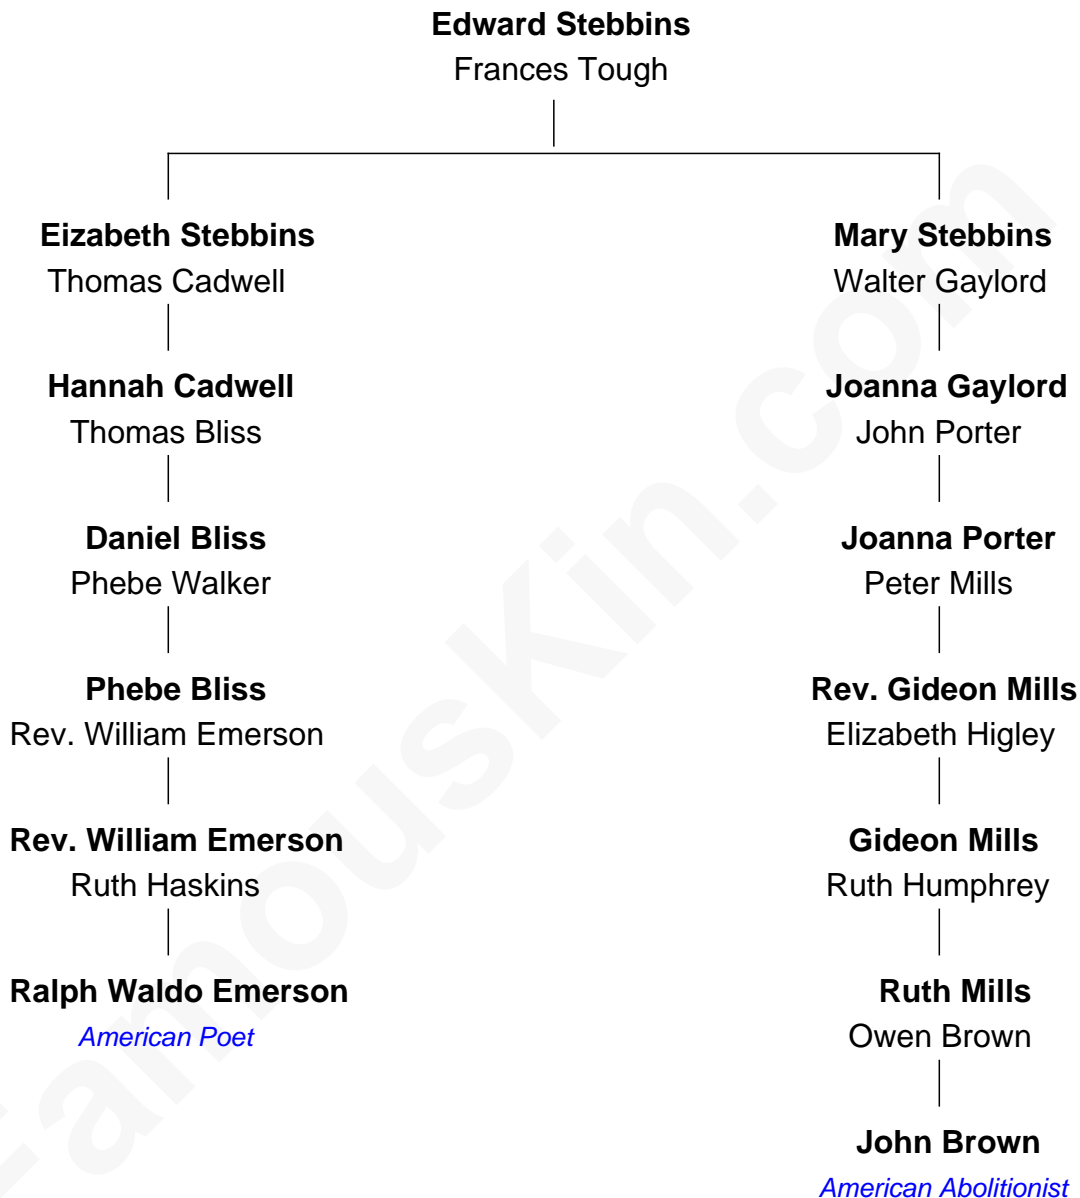 Edward Stebbins
Frances Tough
Eizabeth Stebbins
Thomas Cadwell
Mary Stebbins
Walter Gaylord
Hannah Cadwell
Thomas Bliss
Joanna Gaylord
John Porter
Daniel Bliss
Phebe Walker
Joanna Porter
Peter Mills
Phebe Bliss
Rev. William Emerson
Rev. Gideon Mills
Elizabeth Higley
Rev. William Emerson
Ruth Haskins
Gideon Mills
Ruth Humphrey
Ralph Waldo Emerson
American Poet
Ruth Mills
Owen Brown
John Brown
American Abolitionist
FamousKin.com